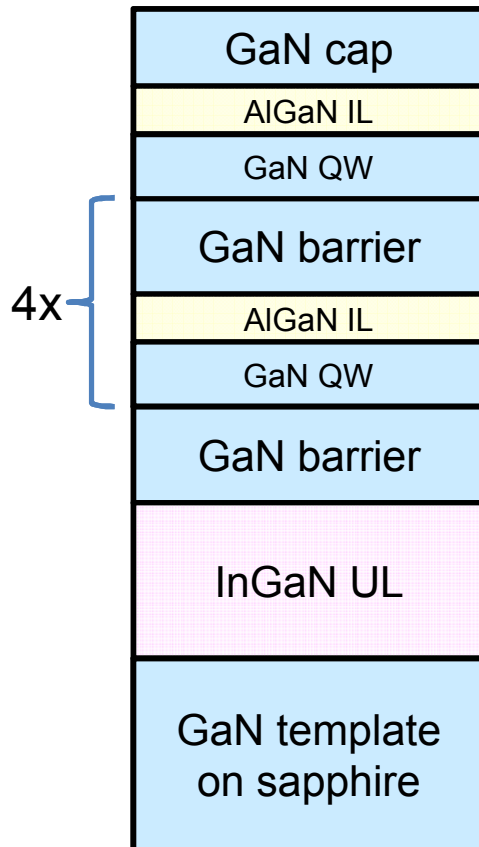 GaN cap
AlGaN IL
GaN QW
GaN barrier
4x
AlGaN IL
GaN QW
GaN barrier
InGaN UL
GaN template
on sapphire